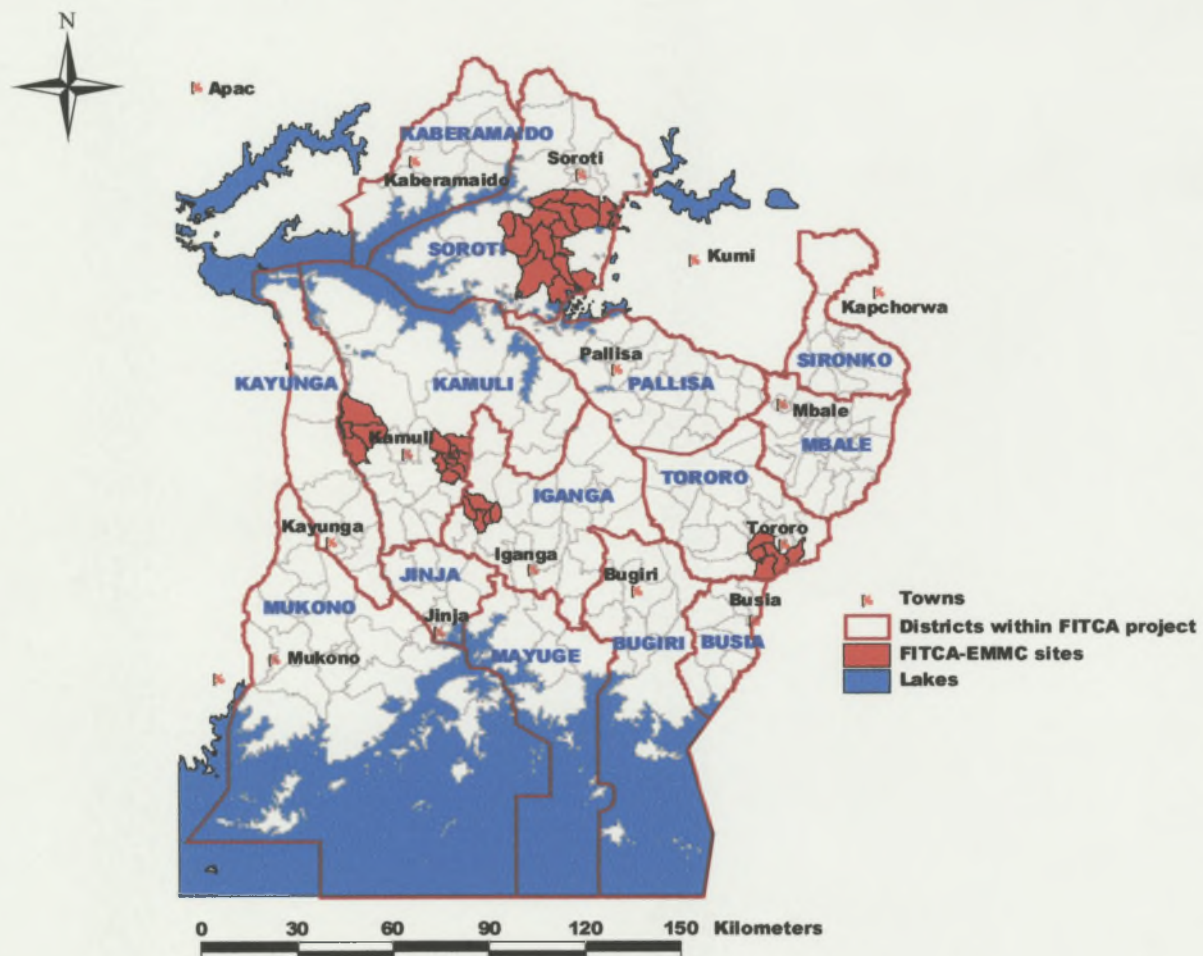 N
Apac
KABERAMAIDO
Soroti
Kaberamaido
SOROTI
Kumi
Kapchorwa
Pallisa
SIRONKO
KAYUNGA
KAMULI
PALLISA
Mbale
Kamuli
MBALE
TORORO
IGANGA
Kayunga
Tororo
Iganga
JINJA
Bugiri
MUKONO
Busia
Jinja
Mukono
MAYUGE
BUGIRI
BUSIA
Towns
Districts within FITCA project
FITCA-EMMC sites
Lakes
0 30 60 90 120 150 Kilometers